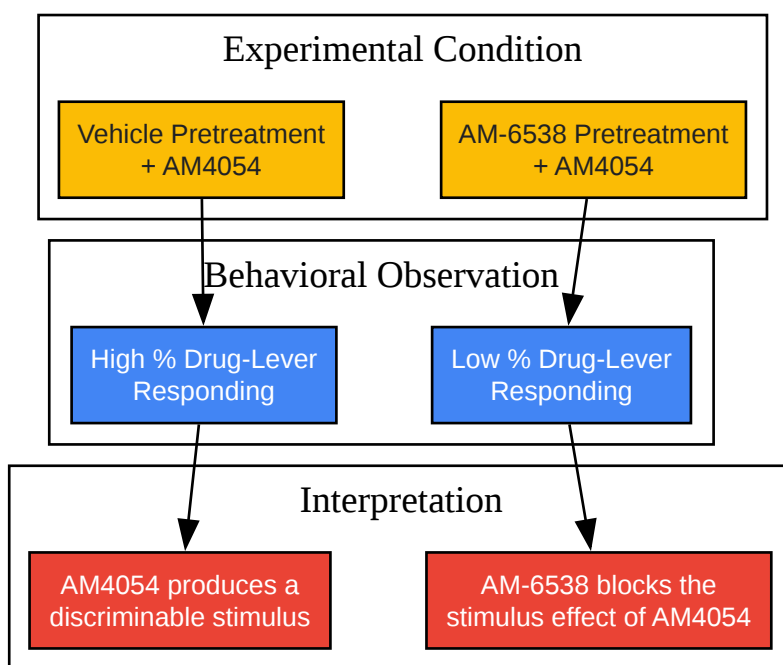 Experimental Condition
Vehicle Pretreatment
+ AM4054
AM-6538 Pretreatment
+ AM4054
Behavioral Observation
High % Drug-Lever
Responding
Low % Drug-Lever
Responding
Interpretation
AM4054 produces a
discriminable stimulus
AM-6538 blocks the
stimulus effect of AM4054